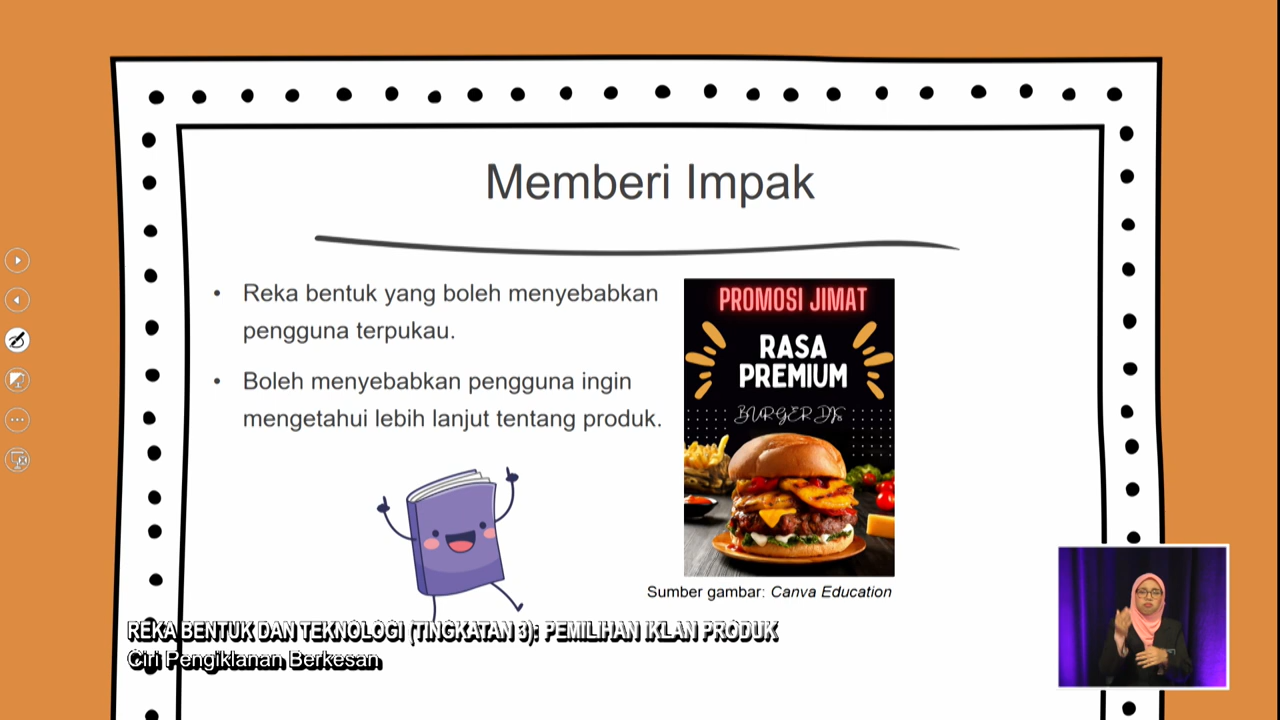 Memberi Impak
• Reka bentuk yang boleh menyebabkan
pengguna terpukau.
• Boleh menyebabkan pengguna ingin
mengetahui lebih lanjut tentang produk.
PROMOSI JIMAT
RASA
PREMIUM
BURGER
Sumber gambar: Canva Education
REKA BENTUK DAN TEKNOLOGI (TINGKATAN 3): PEMILIHAN IKLAN PRODUK
Ciri Pengiklanan Berkesan